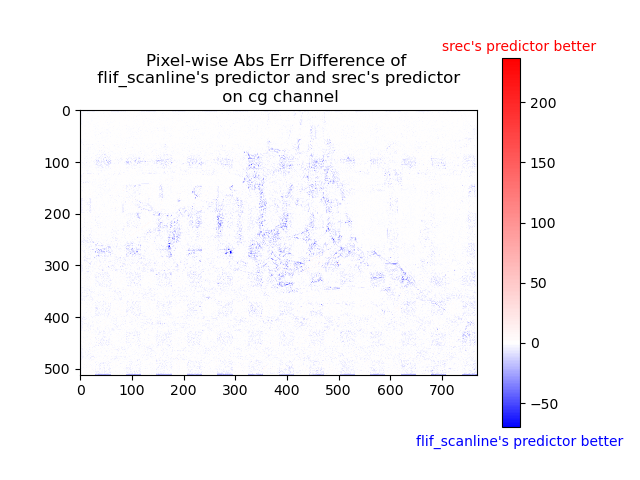 srec's predictor better
Pixel-wise Abs Err Difference of
flif_scanline's predictor and srec's predictor
on cg channel
0
100
200
300
400
500
0 100 200 300 400 500 600 700
200
150
100
50
0
−50
flif_scanline's predictor better